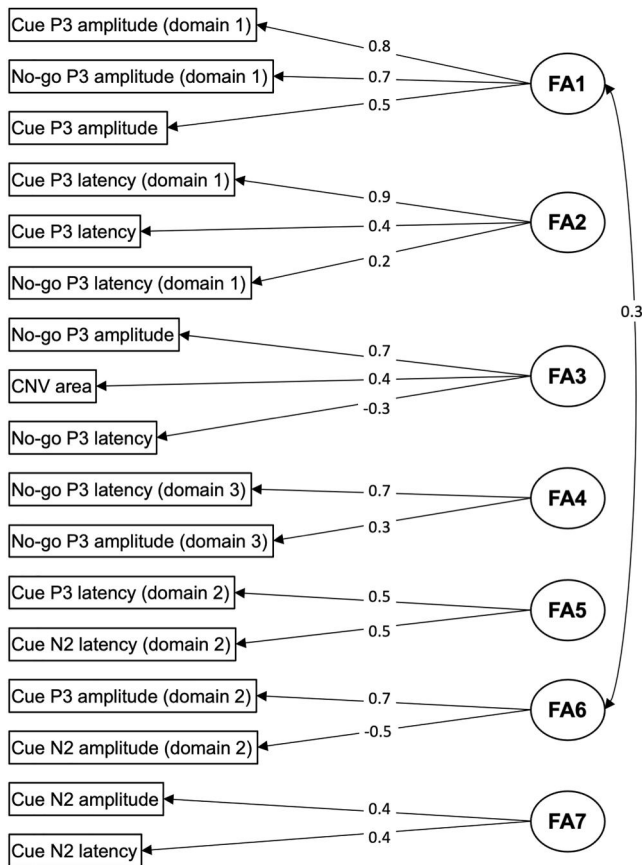 Cue P3 amplitude (domain 1)
0.8
No-go P3 amplitude (domain 1)
0.7
FA1
0.5
Cue P3 amplitude
Cue P3 latency (domain 1)
0.9
Cue P3 latency
0.4
FA2
0.2
No-go P3 latency (domain 1)
0.3
No-go P3 amplitude
0.7
CNV area
0.4
FA3
-0.3
No-go P3 latency
No-go P3 latency (domain 3)
0.7
FA4
0.3
No-go P3 amplitude (domain 3)
Cue P3 latency (domain 2)
0.5
FA5
0.5
Cue N2 latency (domain 2)
Cue P3 amplitude (domain 2)
0.7
FA6
-0.5
Cue N2 amplitude (domain 2)
Cue N2 amplitude
0.4
FA7
0.4
Cue N2 latency